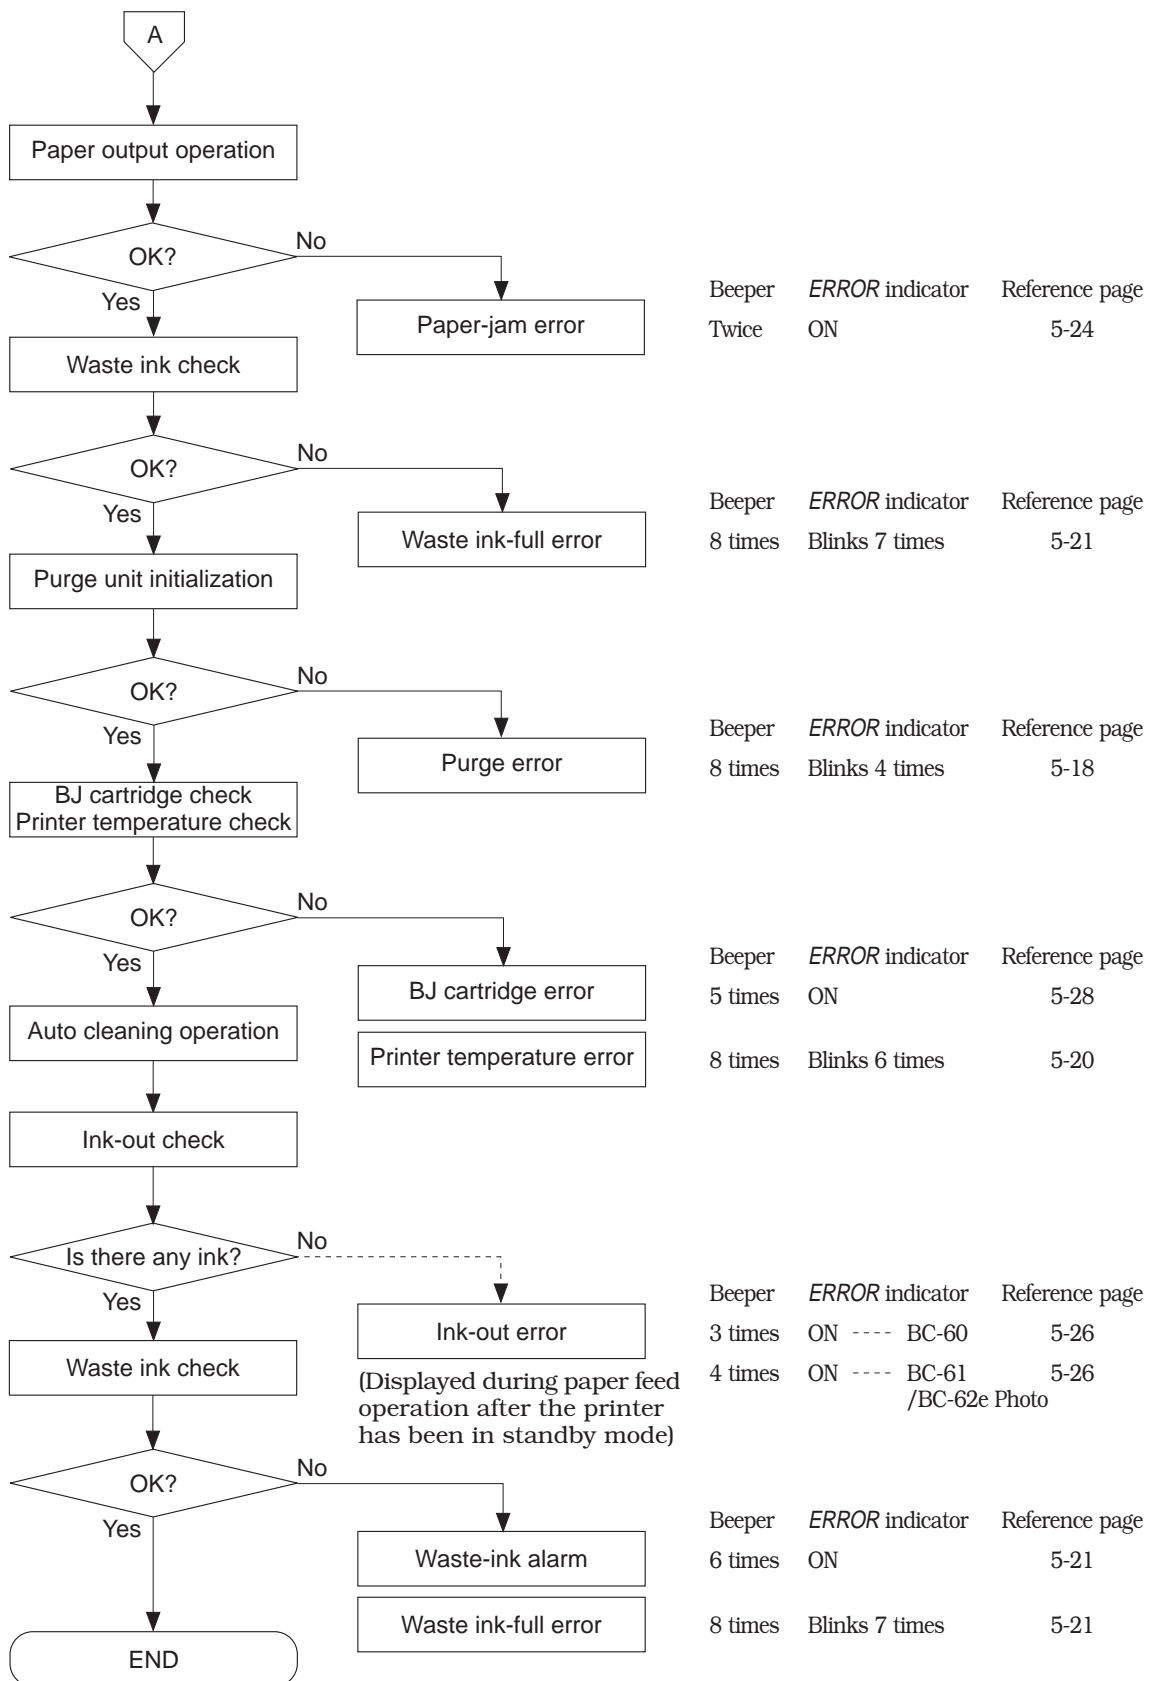 A
Paper output operation
OK?
No
Yes
Paper-jam error
Beeper ERROR indicator Reference page
Twice ON 5-24
Waste ink check
OK?
No
Yes
Waste ink-full error
Beeper ERROR indicator Reference page
8 times Blinks 7 times 5-21
Purge unit initialization
OK?
No
Yes
Purge error
Beeper ERROR indicator Reference page
8 times Blinks 4 times 5-18
BJ cartridge check
Printer temperature check
OK?
No
Yes
BJ cartridge error
Beeper ERROR indicator Reference page
5 times ON 5-28
Auto cleaning operation
Printer temperature error
8 times Blinks 6 times 5-20
Ink-out check
Is there any ink?
No
Yes
Ink-out error
Beeper ERROR indicator Reference page
3 times ON ---- BC-60 5-26
4 times ON ---- BC-61 5-26
/BC-62e Photo
(Displayed during paper feed
operation after the printer
has been in standby mode)
Waste ink check
OK?
No
Yes
Waste-ink alarm
Beeper ERROR indicator Reference page
6 times ON 5-21
Waste ink-full error
8 times Blinks 7 times 5-21
END